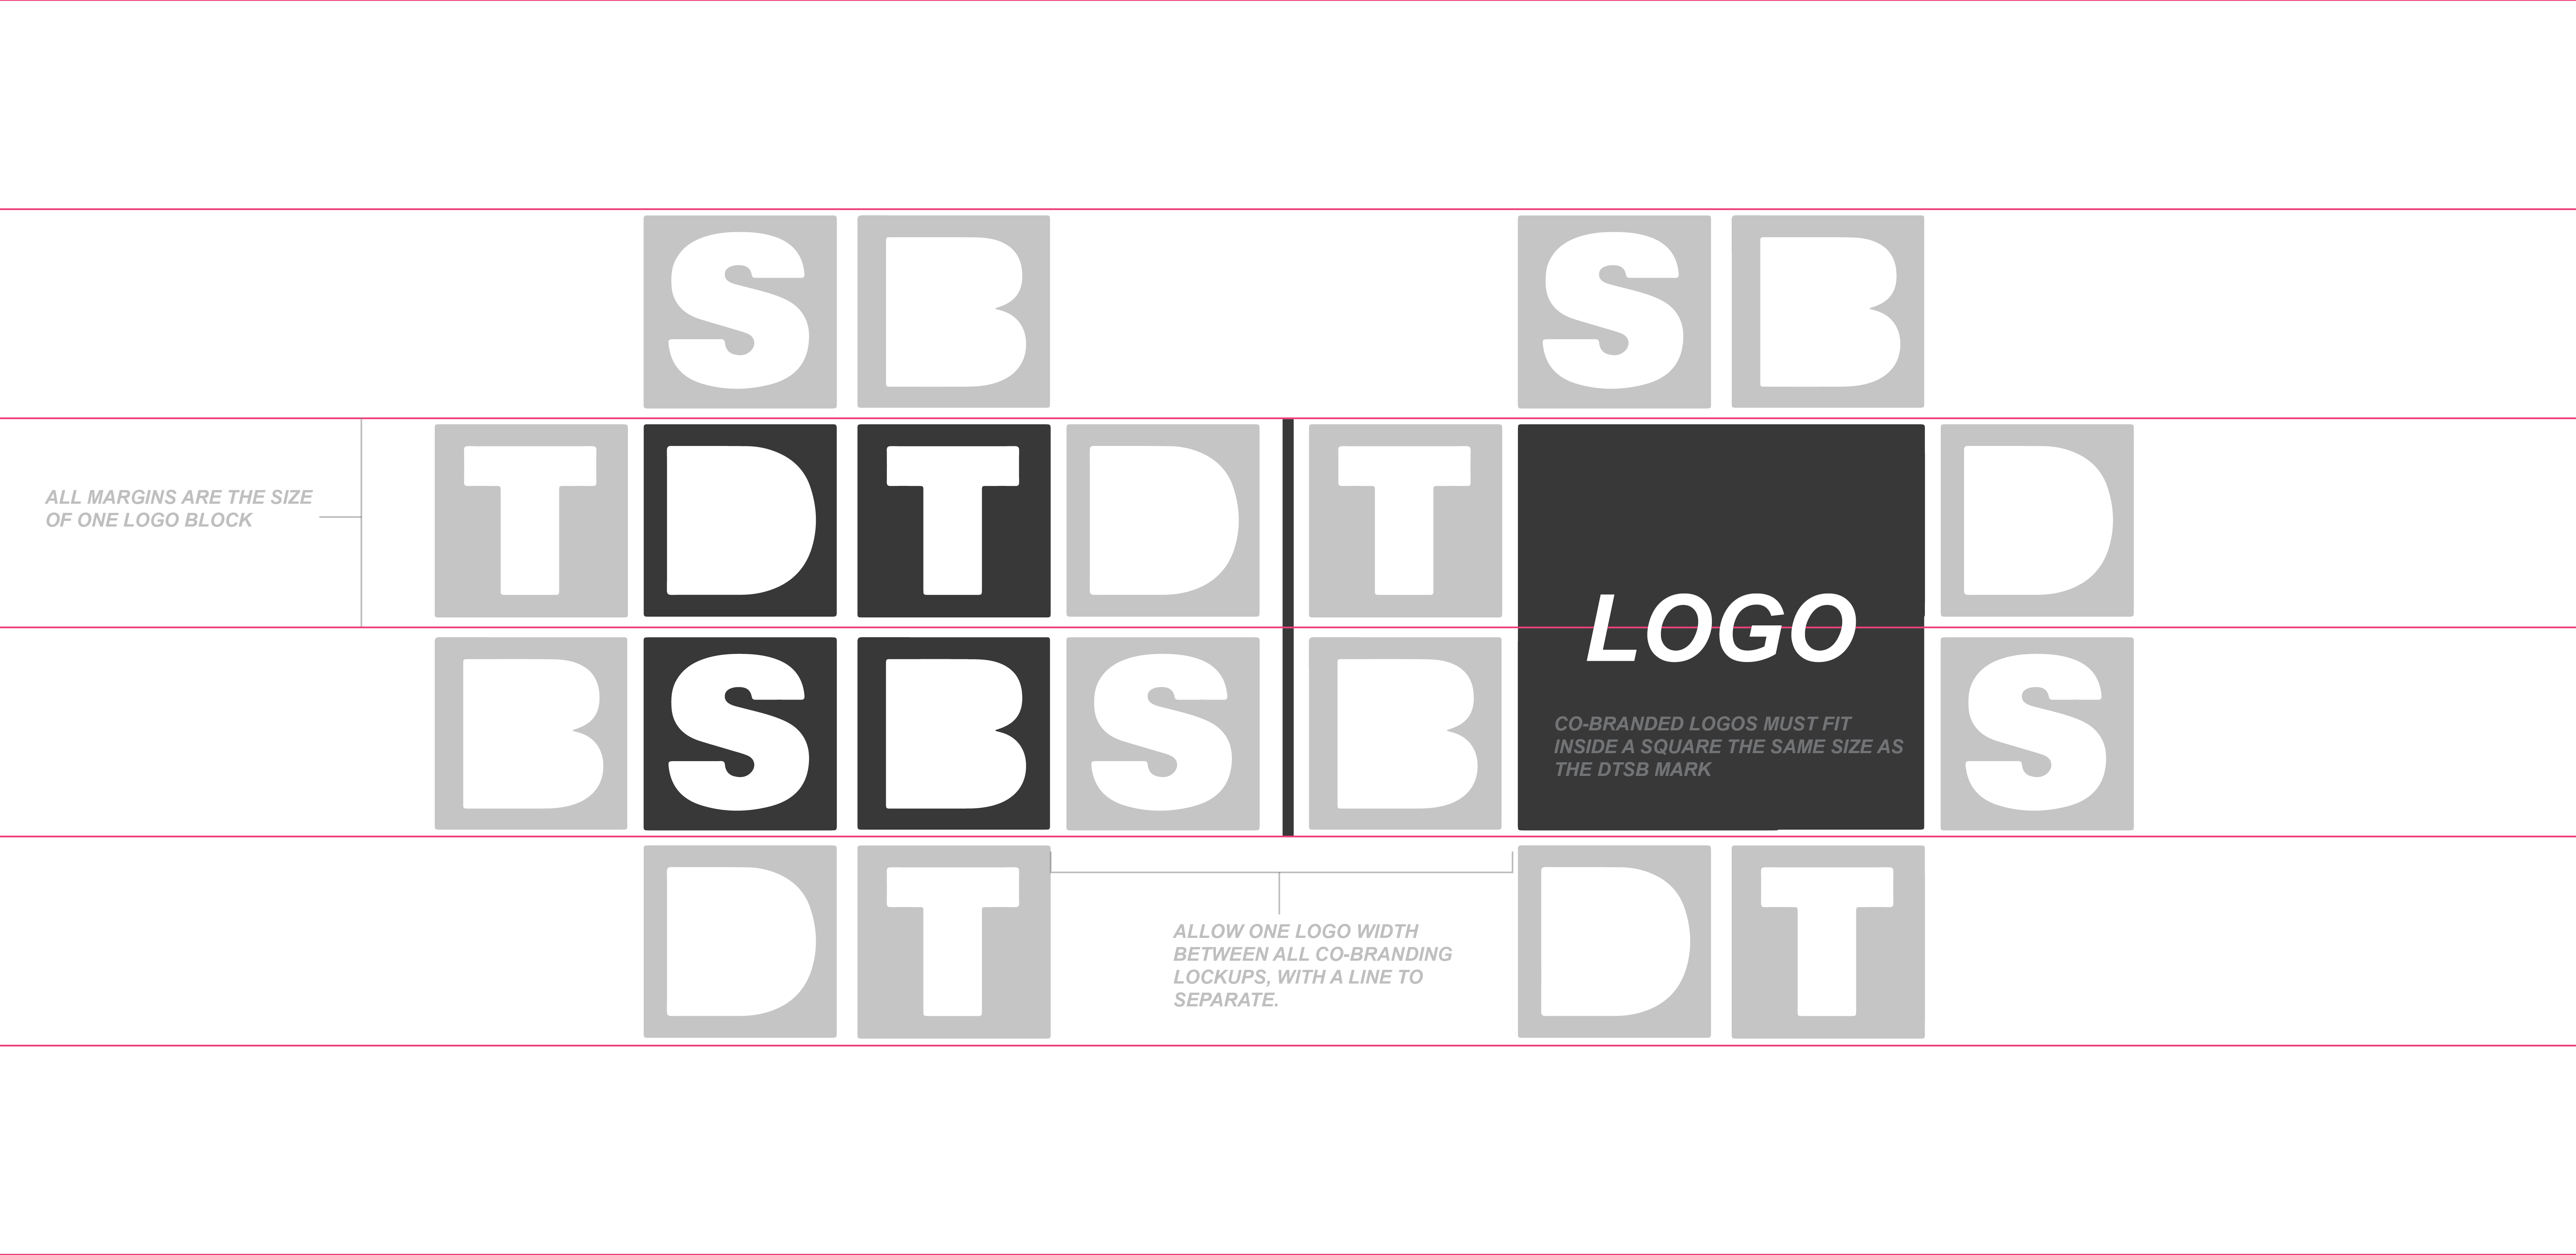 S B S B
ALL MARGINS ARE THE SIZE
OF ONE LOGO BLOCK
T D T D T D
LOGO
B S B S B S
CO-BRANDED LOGOS MUST FIT
INSIDE A SQUARE THE SAME SIZE AS
THE DTSB MARK
D T D T
ALLOW ONE LOGO WIDTH
BETWEEN ALL CO-BRANDING
LOCKUPS, WITH A LINE TO
SEPARATE.